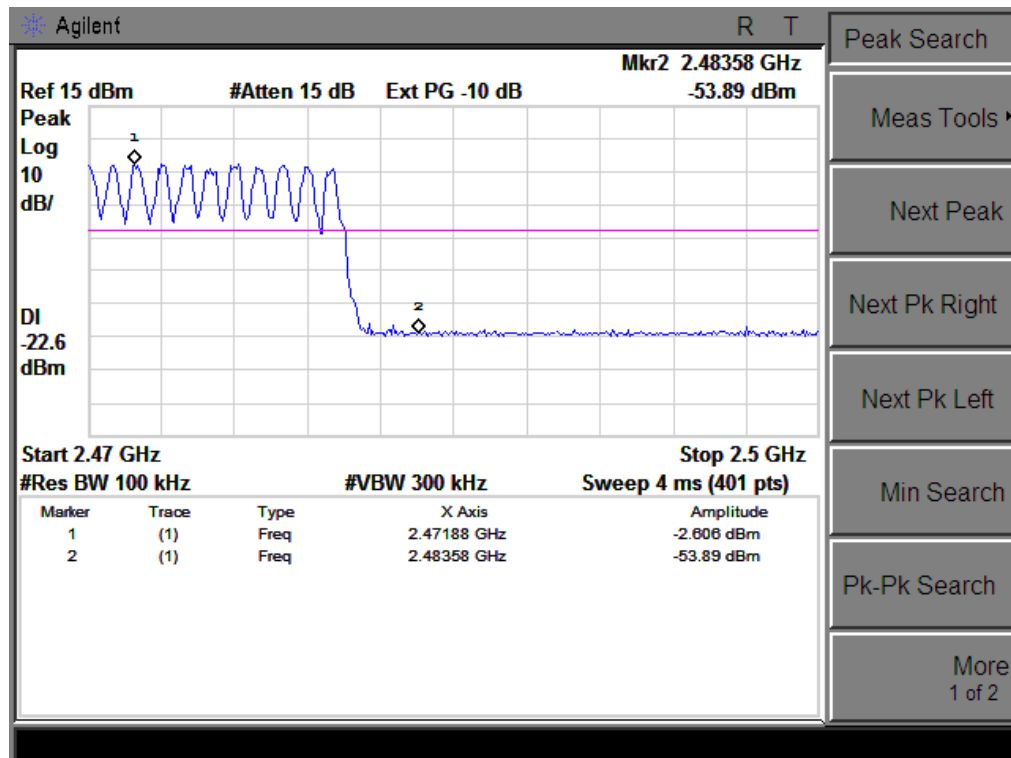 Agilent R T
Peak Search
Mkr2 2.48358 GHz
Ref 15 dBm #Atten 15 dB Ext PG -10 dB -53.89 dBm
Peak
Log
10
dB/
1
2
DI
-22.6
dBm
Start 2.47 GHz Stop 2.5 GHz
#Res BW 100 kHz #VBW 300 kHz Sweep 4 ms (401 pts)
Marker Trace Type X Axis Amplitude
1 (1) Freq 2.47188 GHz -2.606 dBm
2 (1) Freq 2.48358 GHz -53.89 dBm
Meas Tools
Next Peak
Next Pk Right
Next Pk Left
Min Search
Pk-Pk Search
More
1 of 2